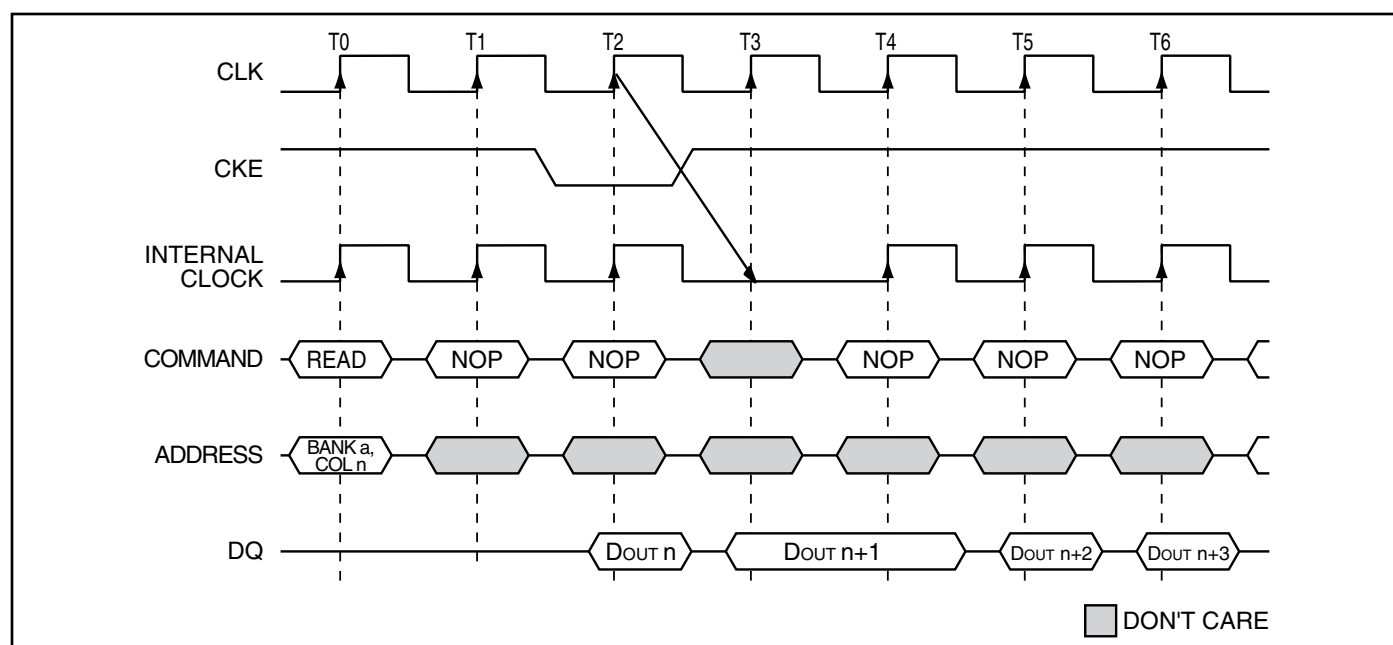 T0 T1 T2 T3 T4 T5 T6
CLK
CKE
INTERNAL
CLOCK
COMMAND READ NOP NOP NOP NOP NOP
ADDRESS BANK a,
COL n
DQ DOUT n DOUT n+1 DOUT n+2 DOUT n+3
DON'T CARE